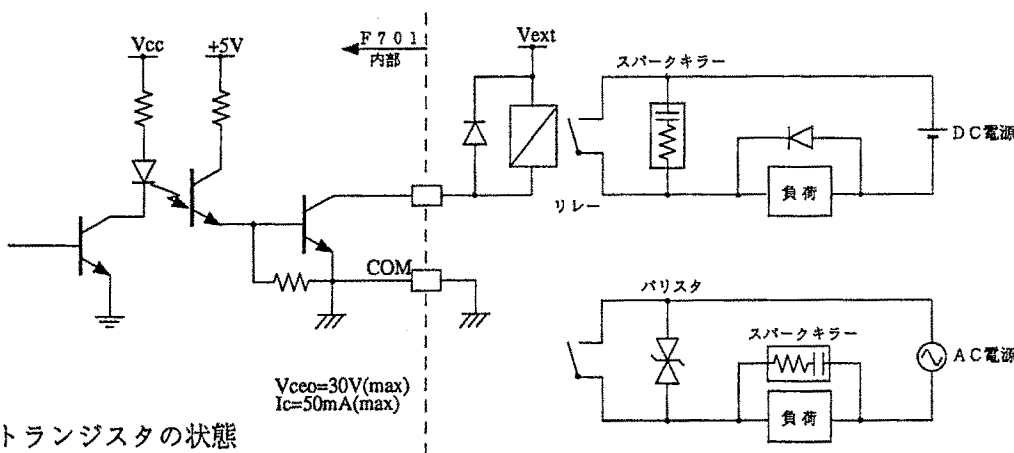 Vcc
+5V
F701
内部
Vext
スパークキラー
DC電源
負荷
リレー
COM
バリスタ
スパークキラー
AC電源
負荷
Vceo=30V(max)
Ic=50mA(max)
トランジスタの状態